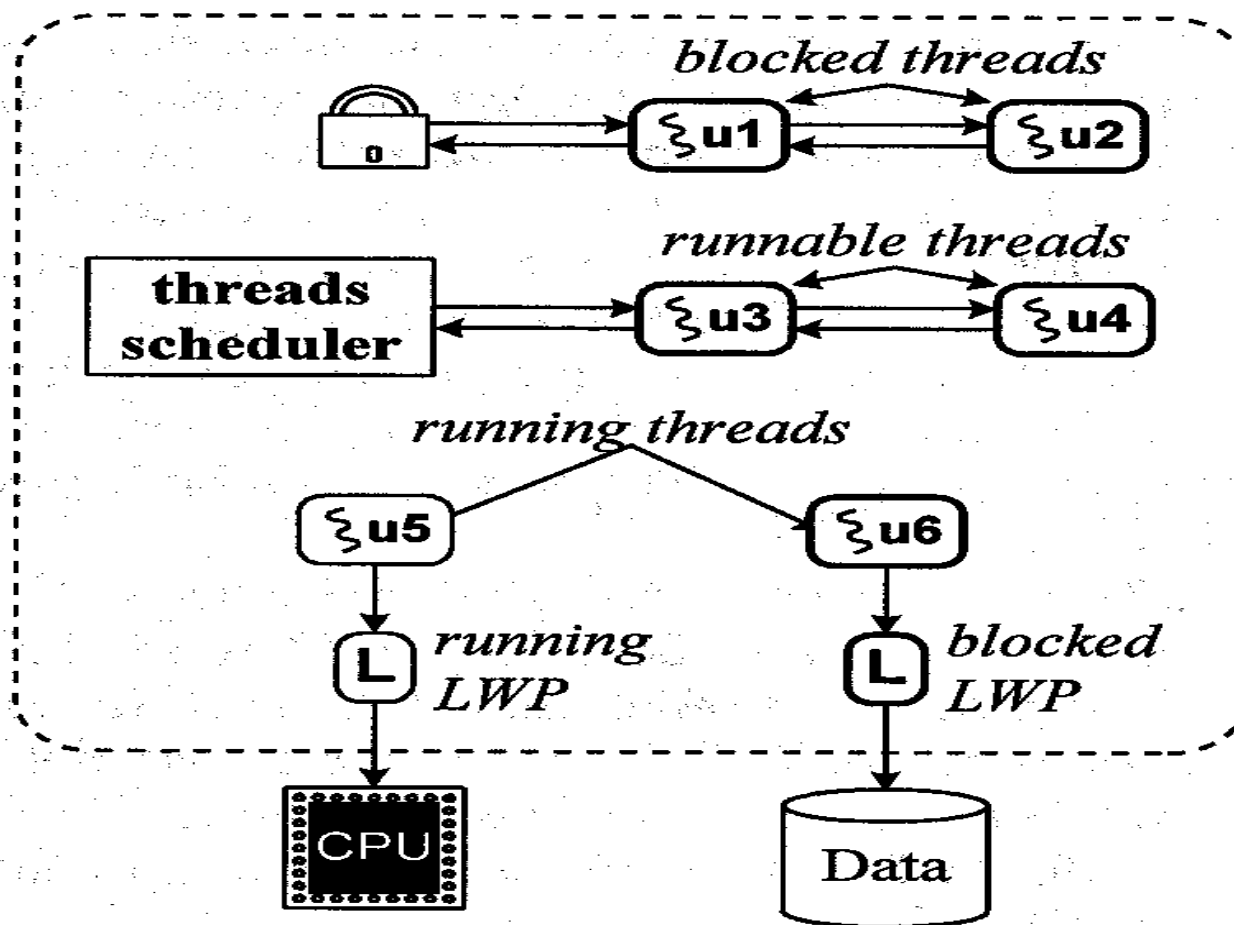 blocked threads
0
u1
u2
runnable threads
threads
scheduler
u3
u4
running threads
u5
u6
L
running
LWP
L
blocked
LWP
CPU
Data